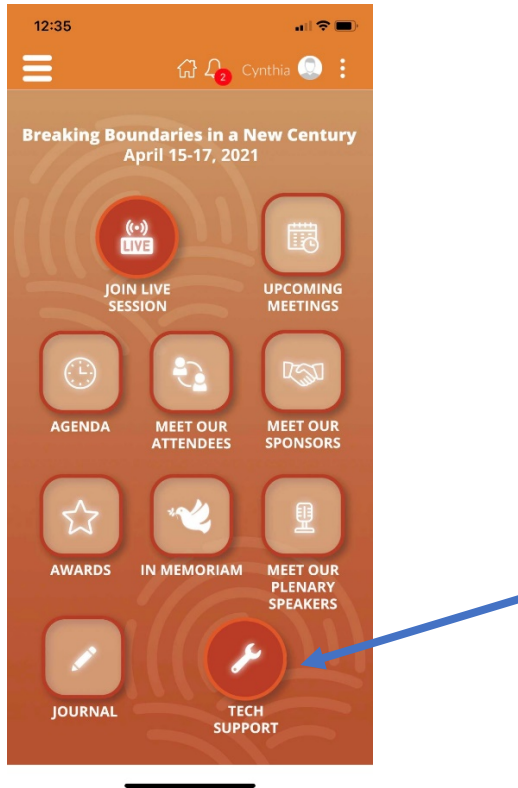 12:35
2
Cynthia
Breaking Boundaries in a New Century
April 15-17, 2021
LIVE
JOIN LIVE
SESSION
UPCOMING
MEETINGS
AGENDA
MEET OUR
ATTENDEES
MEET OUR
SPONSORS
AWARDS
IN MEMORIAM
MEET OUR
PLENARY
SPEAKERS
JOURNAL
TECH
SUPPORT